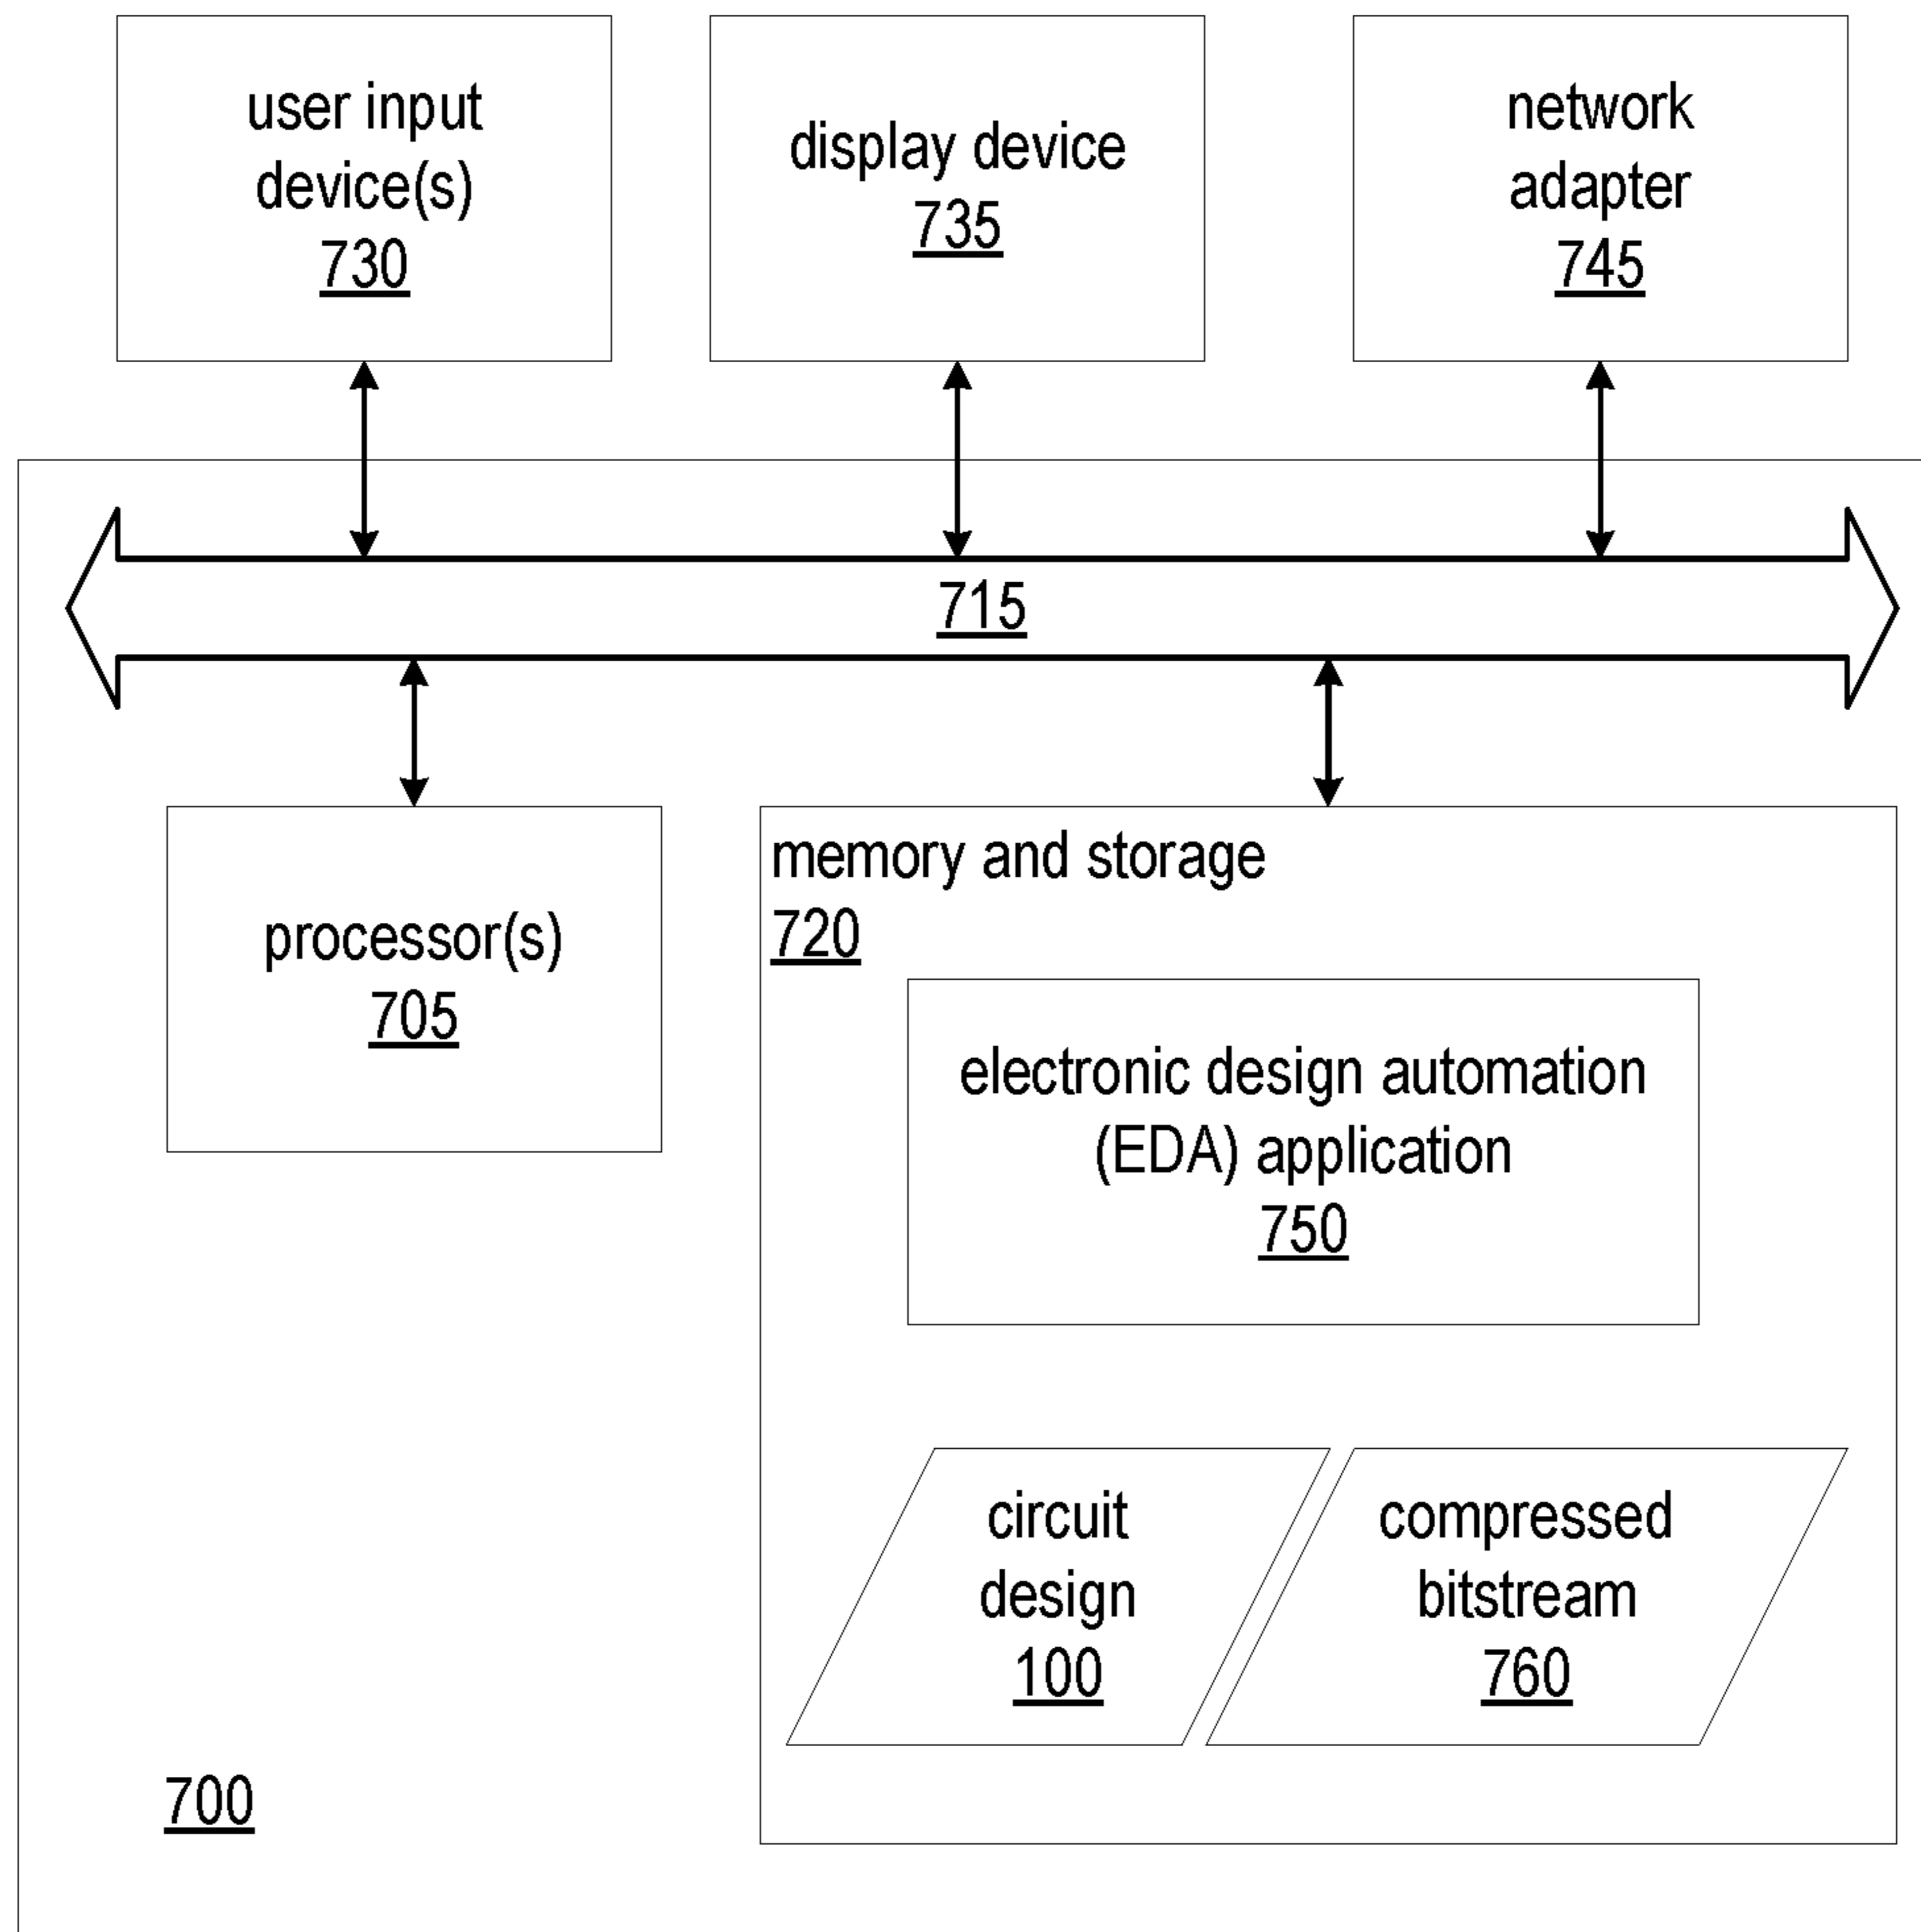 user input
device(s)
730
display device
735
network
adapter
745
715
processor(s)
705
memory and storage
720
electronic design automation
(EDA) application
750
circuit
design
100
compressed
bitstream
760
700